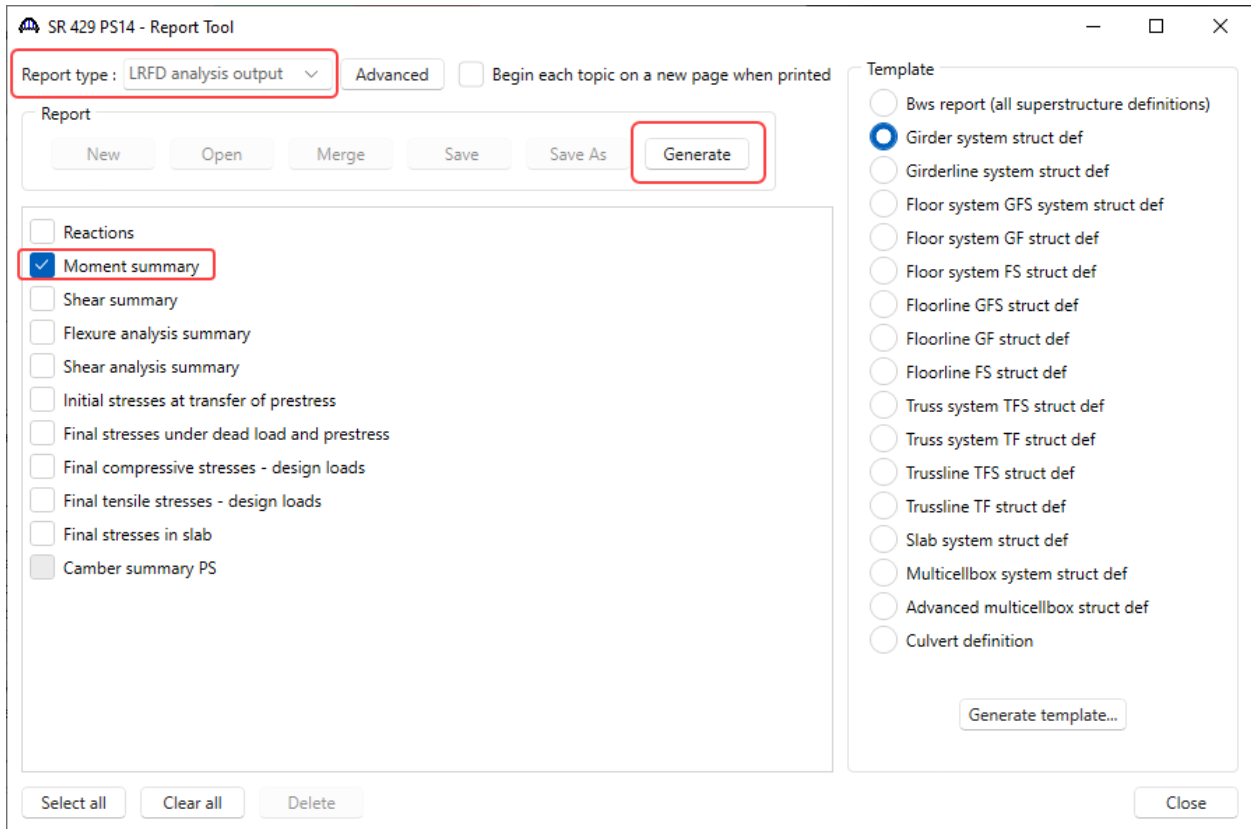 SR 429 PS14 - Report Tool
Report type : LRFD analysis output Advanced Begin each topic on a new page when printed
Report
New Open Merge Save Save As Generate
Reactions
Moment summary
Shear summary
Flexure analysis summary
Shear analysis summary
Initial stresses at transfer of prestress
Final stresses under dead load and prestress
Final compressive stresses - design loads
Final tensile stresses - design loads
Final stresses in slab
Camber summary PS
Template
Bws report (all superstructure definitions)
Girder system struct def
Girderline system struct def
Floor system GFS system struct def
Floor system GF struct def
Floor system FS struct def
Floorline GFS struct def
Floorline GF struct def
Floorline FS struct def
Truss system TFS struct def
Truss system TF struct def
Trussline TFS struct def
Trussline TF struct def
Slab system struct def
Multicellbox system struct def
Advanced multicellbox struct def
Culvert definition
Generate template...
Select all Clear all Delete Close